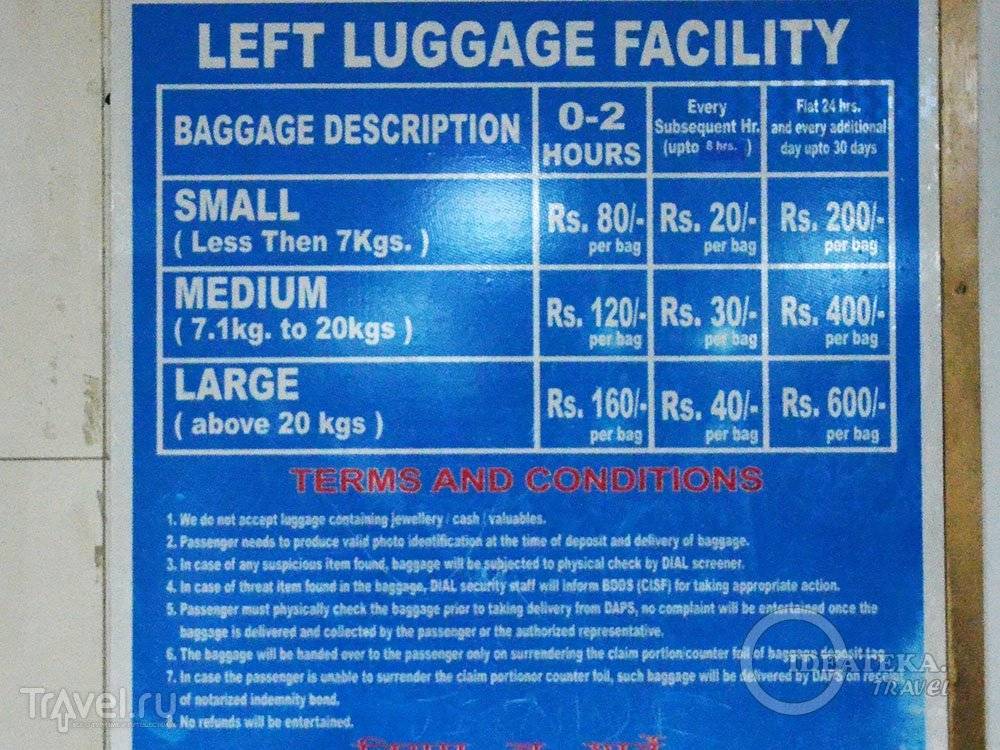 LEFT LUGGAGE FACILITY
BAGGAGE DESCRIPTION
0-2
HOURS
Every
Subsequent Hr.
(upto 8 hrs. )
Flat 24 hrs.
and every additional
day upto 30 days
SMALL
( Less Then 7Kgs. )
Rs. 80/-
per bag
Rs. 20/-
per bag
Rs. 200/-
per bag
MEDIUM
( 7.1kg. to 20kgs )
Rs. 120/-
per bag
Rs. 30/-
per bag
Rs. 400/-
per bag
LARGE
( above 20 kgs )
Rs. 160/-
per bag
Rs. 40/-
per bag
Rs. 600/-
per bag
TERMS AND CONDITIONS
1. We do not accept luggage containing jewellery / cash / valuables.
2. Passenger needs to produce valid photo identification at the time of deposit and delivery of baggage.
3. In case of any suspicious item found, baggage will be subjected to physical check by DIAL screener.
4. In case of threat item found in the baggage, DIAL security staff will inform BDDS (CISF) for taking appropriate action.
5. Passenger must physically check the baggage prior to taking delivery from DAPS, no complaint will be entertained once the
baggage is delivered and collected by the passenger or the authorized representative.
6. The baggage will be handed over to the passenger only on surrendering the claim portion/counter foil of baggage deposit tag.
7. In case the passenger is unable to surrender the claim portionor counter foil, such baggage will be delivered by DAPS on receipt
of notarized indemnity bond.
No refunds will be entertained.
IDEATEKA.
TRAVEL
Travel.ru